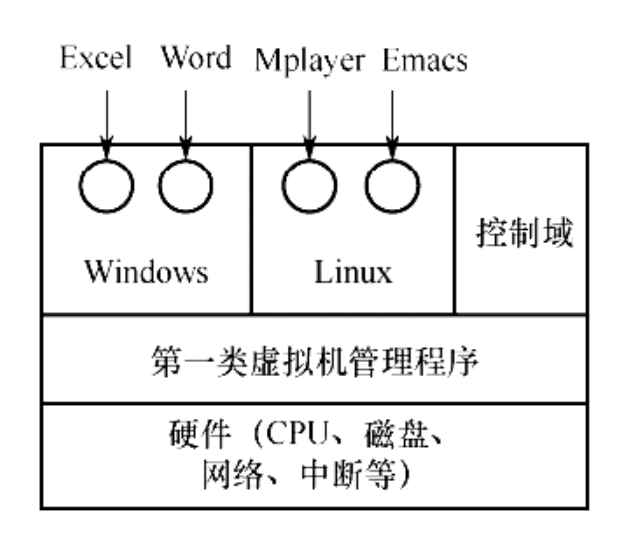 Excel Word Mplayer Emacs
控制域
Windows Linux
第一类虚拟机管理程序
硬件（CPU、磁盘、
网络、中断等）